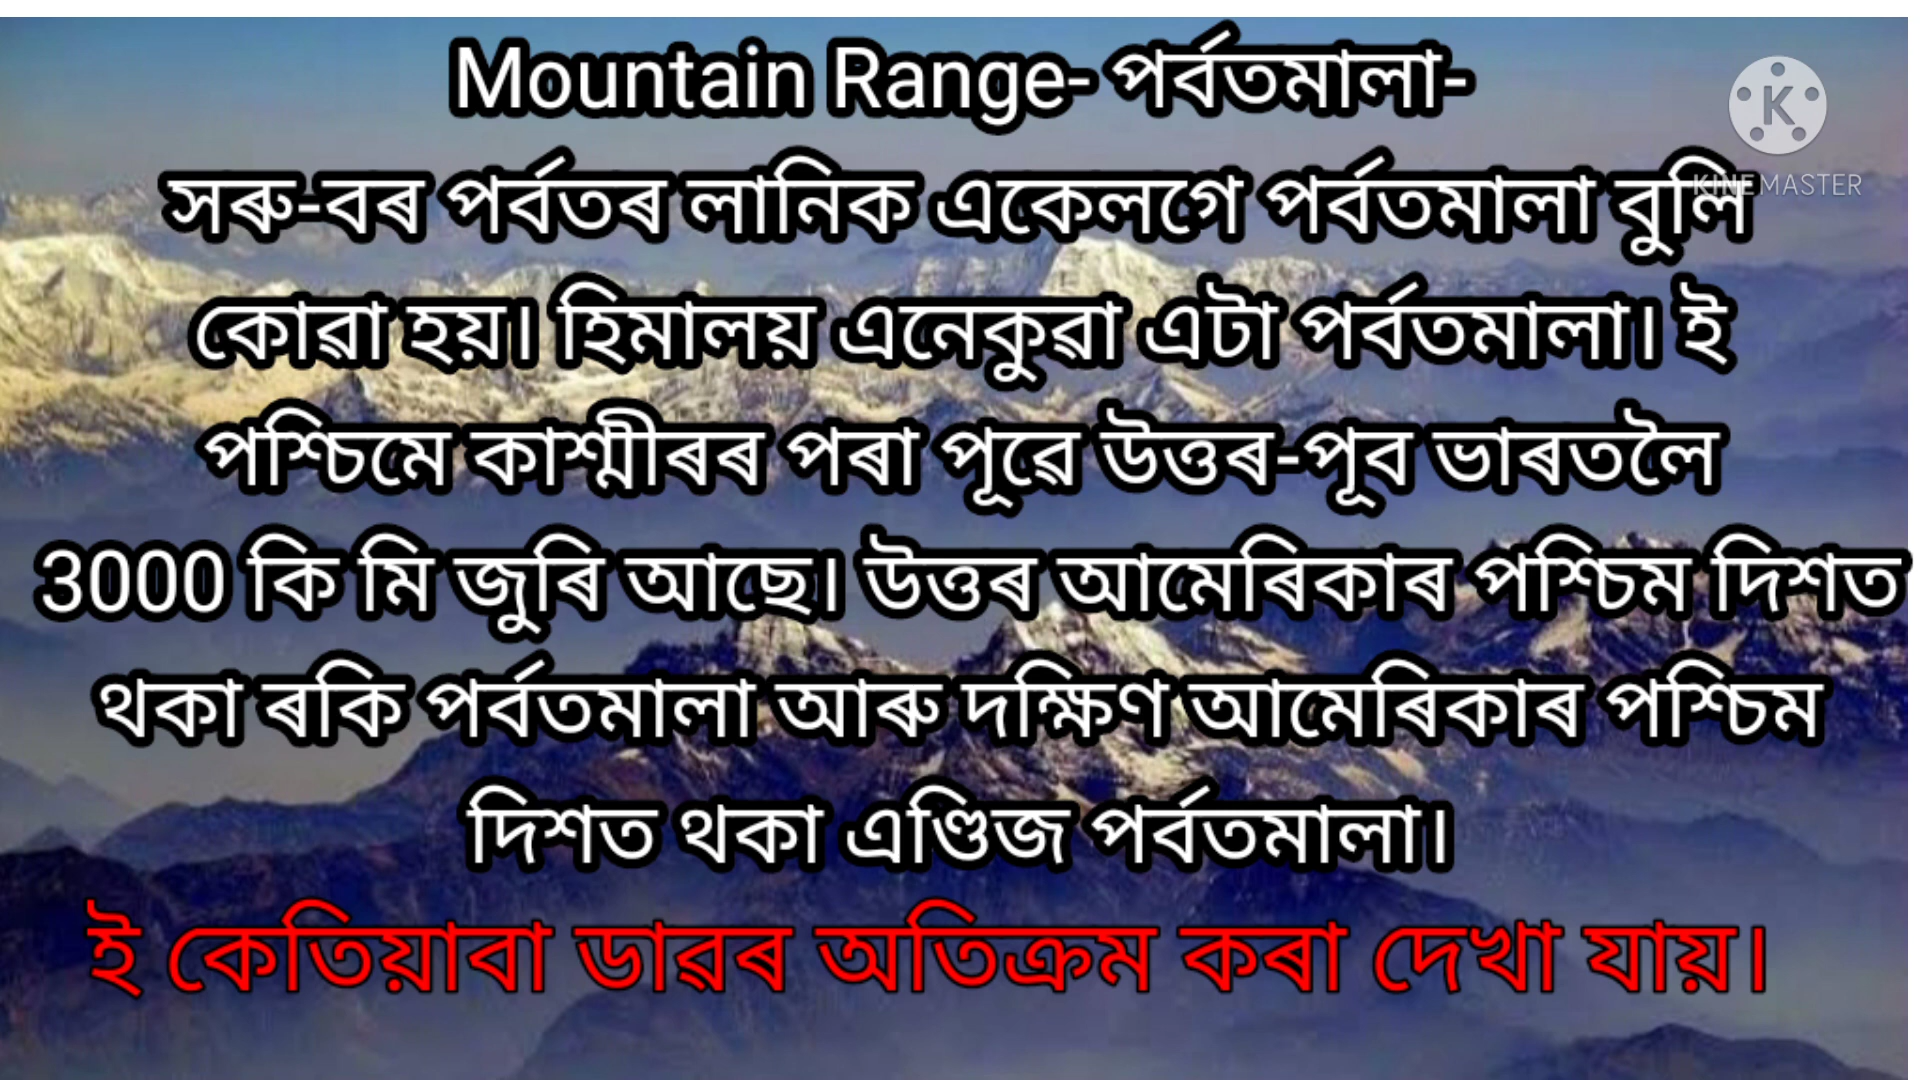 Mountain Range- পৰ্বতমালা-
KINEMASTER
সৰু-বৰ পৰ্বতৰ লানিক একেলগে পৰ্বতমালা বুলি
কোৱা হয়। হিমালয় এনেকুৱা এটা পৰ্বতমালা। ই
পশ্চিমে কাশ্মীৰৰ পৰা পূৱে উত্তৰ-পূব ভাৰতলৈ
3000 কি মি জুৰি আছে। উত্তৰ আমেৰিকাৰ পশ্চিম দিশত
থকা ৰকি পৰ্বতমালা আৰু দক্ষিণ আমেৰিকাৰ পশ্চিম
দিশত থকা এণ্ডিজ পৰ্বতমালা।
ই কেতিয়াবা ডাৱৰ অতিক্ৰম কৰা দেখা যায়।